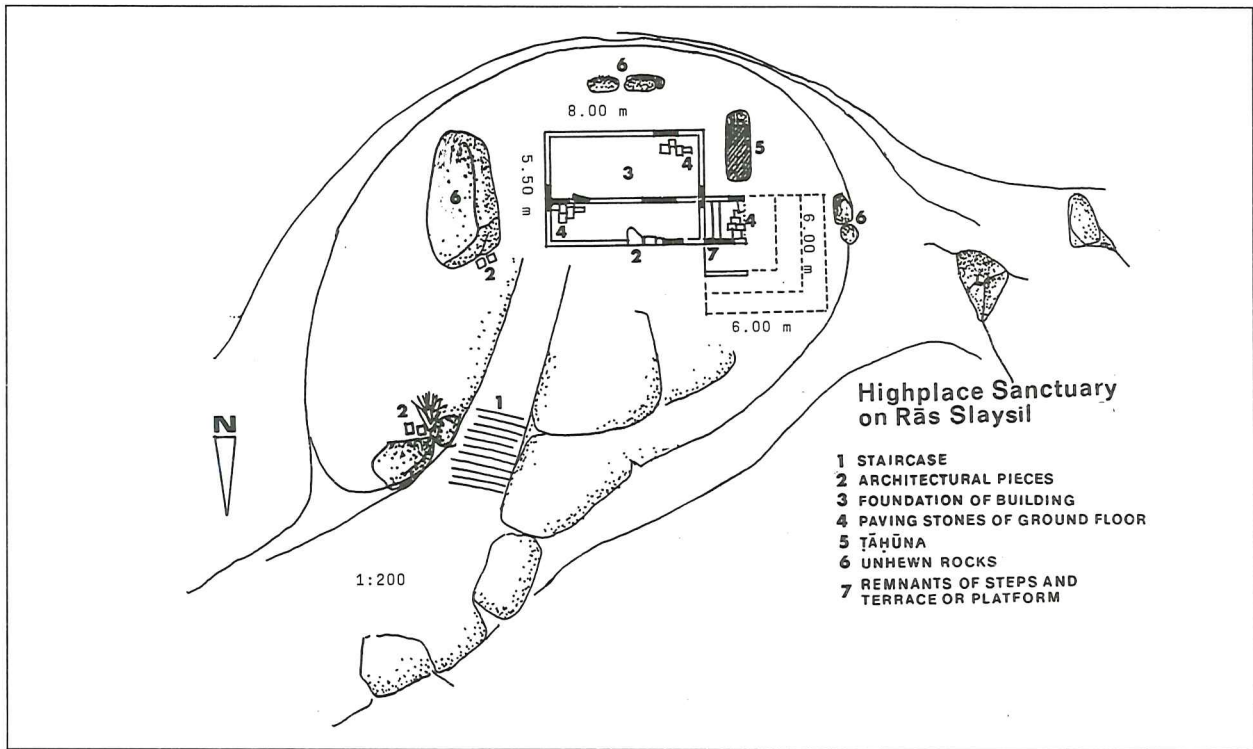 6
8.00 m
5
4
5.50 m
3
6
4
4
6
6.00 m
2
7
2
6.00 m
1
2
N
1:200
Highplace Sanctuary
on Rās Slaysil
1 STAIRCASE
2 ARCHITECTURAL PIECES
3 FOUNDATION OF BUILDING
4 PAVING STONES OF GROUND FLOOR
5 ṬĀḤŪNA
6 UNHEWN ROCKS
7 REMNANTS OF STEPS AND
TERRACE OR PLATFORM